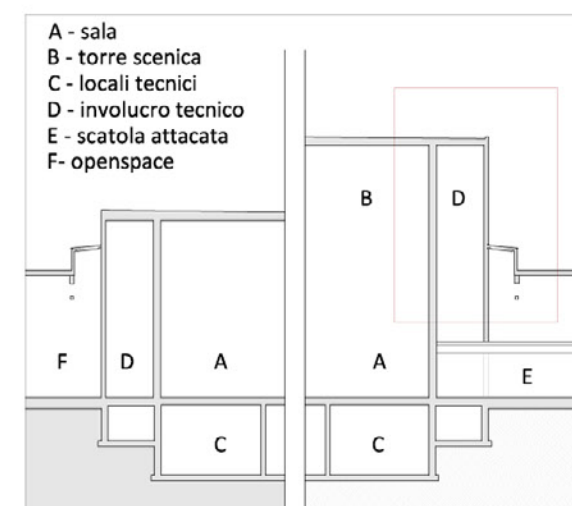 A - sala
B - torre scenica
C - locali tecnici
D - involucro tecnico
E - scatola attacata
F- openspace
B
D
F
D
A
A
E
C
C